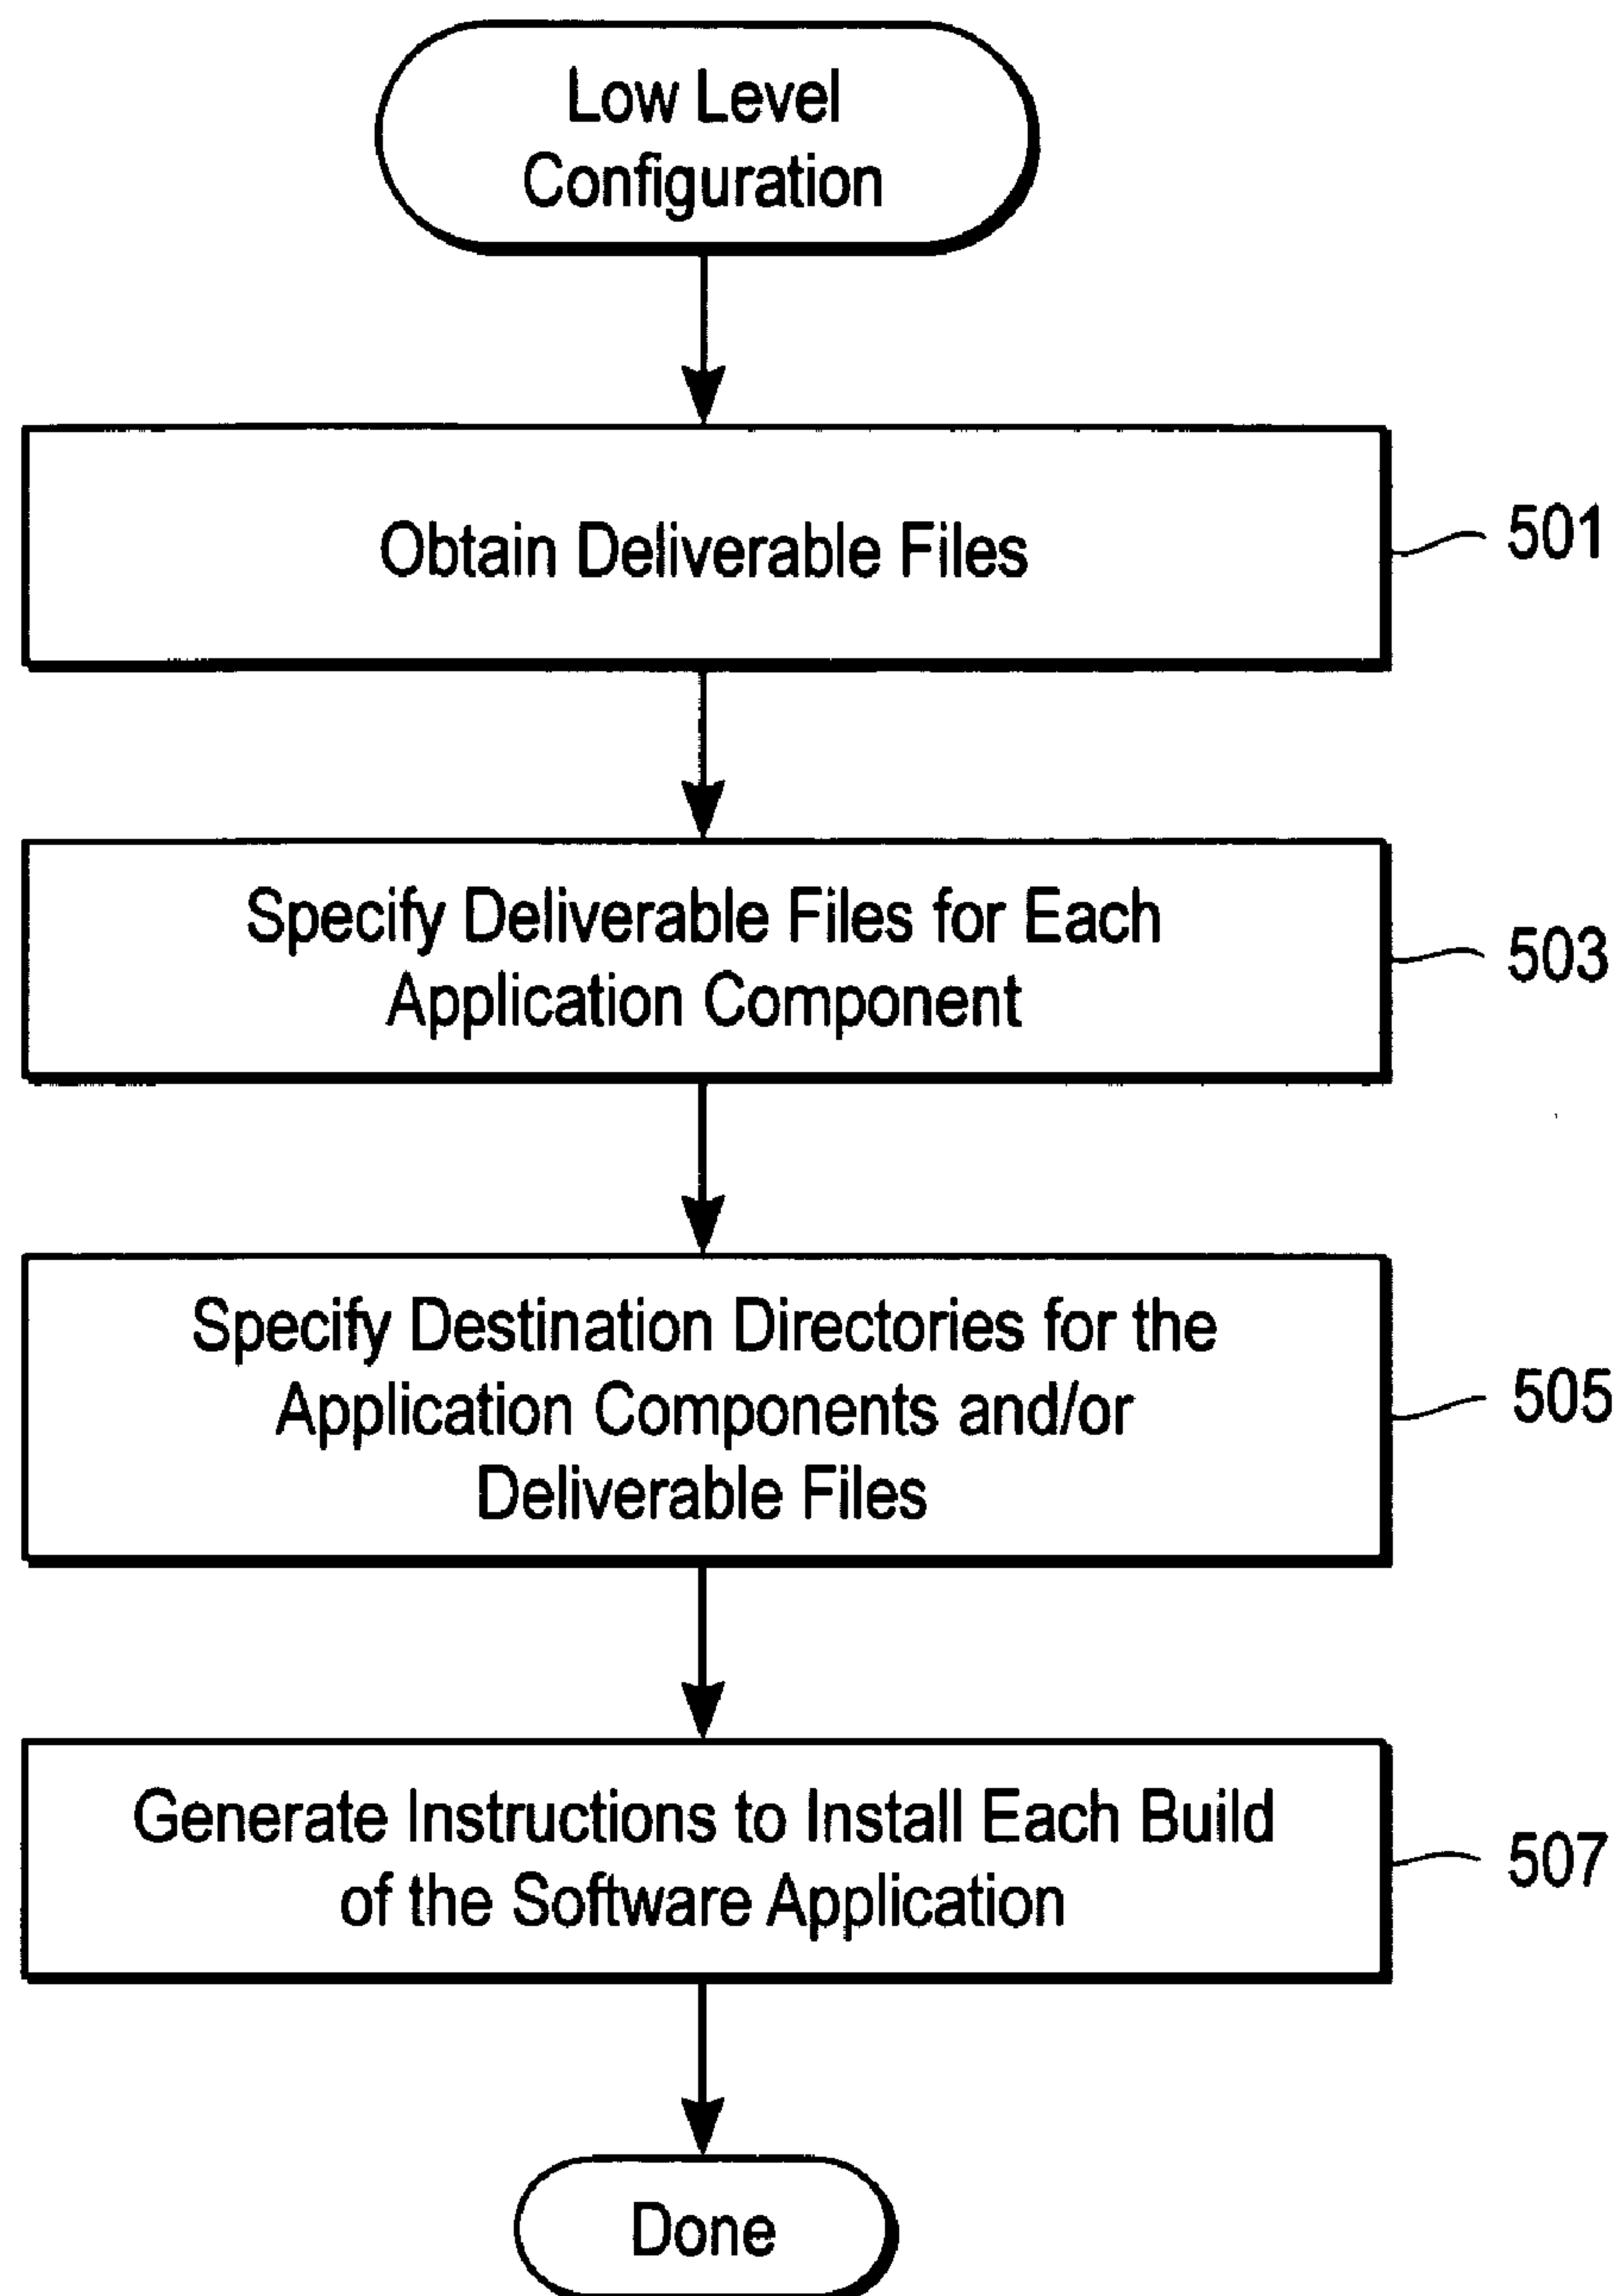 Low Level
Configuration
Obtain Deliverable Files
501
Specify Deliverable Files for Each
Application Component
503
Specify Destination Directories for the
Application Components and/or
Deliverable Files
505
Generate Instructions to Install Each Build
of the Software Application
507
Done